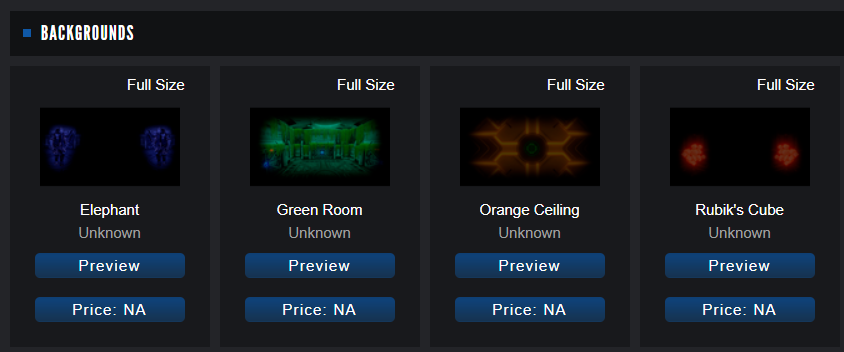 BACKGROUNDS
Full Size
Elephant
Unknown
Preview
Price: NA
Full Size
Green Room
Unknown
Preview
Price: NA
Full Size
Orange Ceiling
Unknown
Preview
Price: NA
Full Size
Rubik's Cube
Unknown
Preview
Price: NA